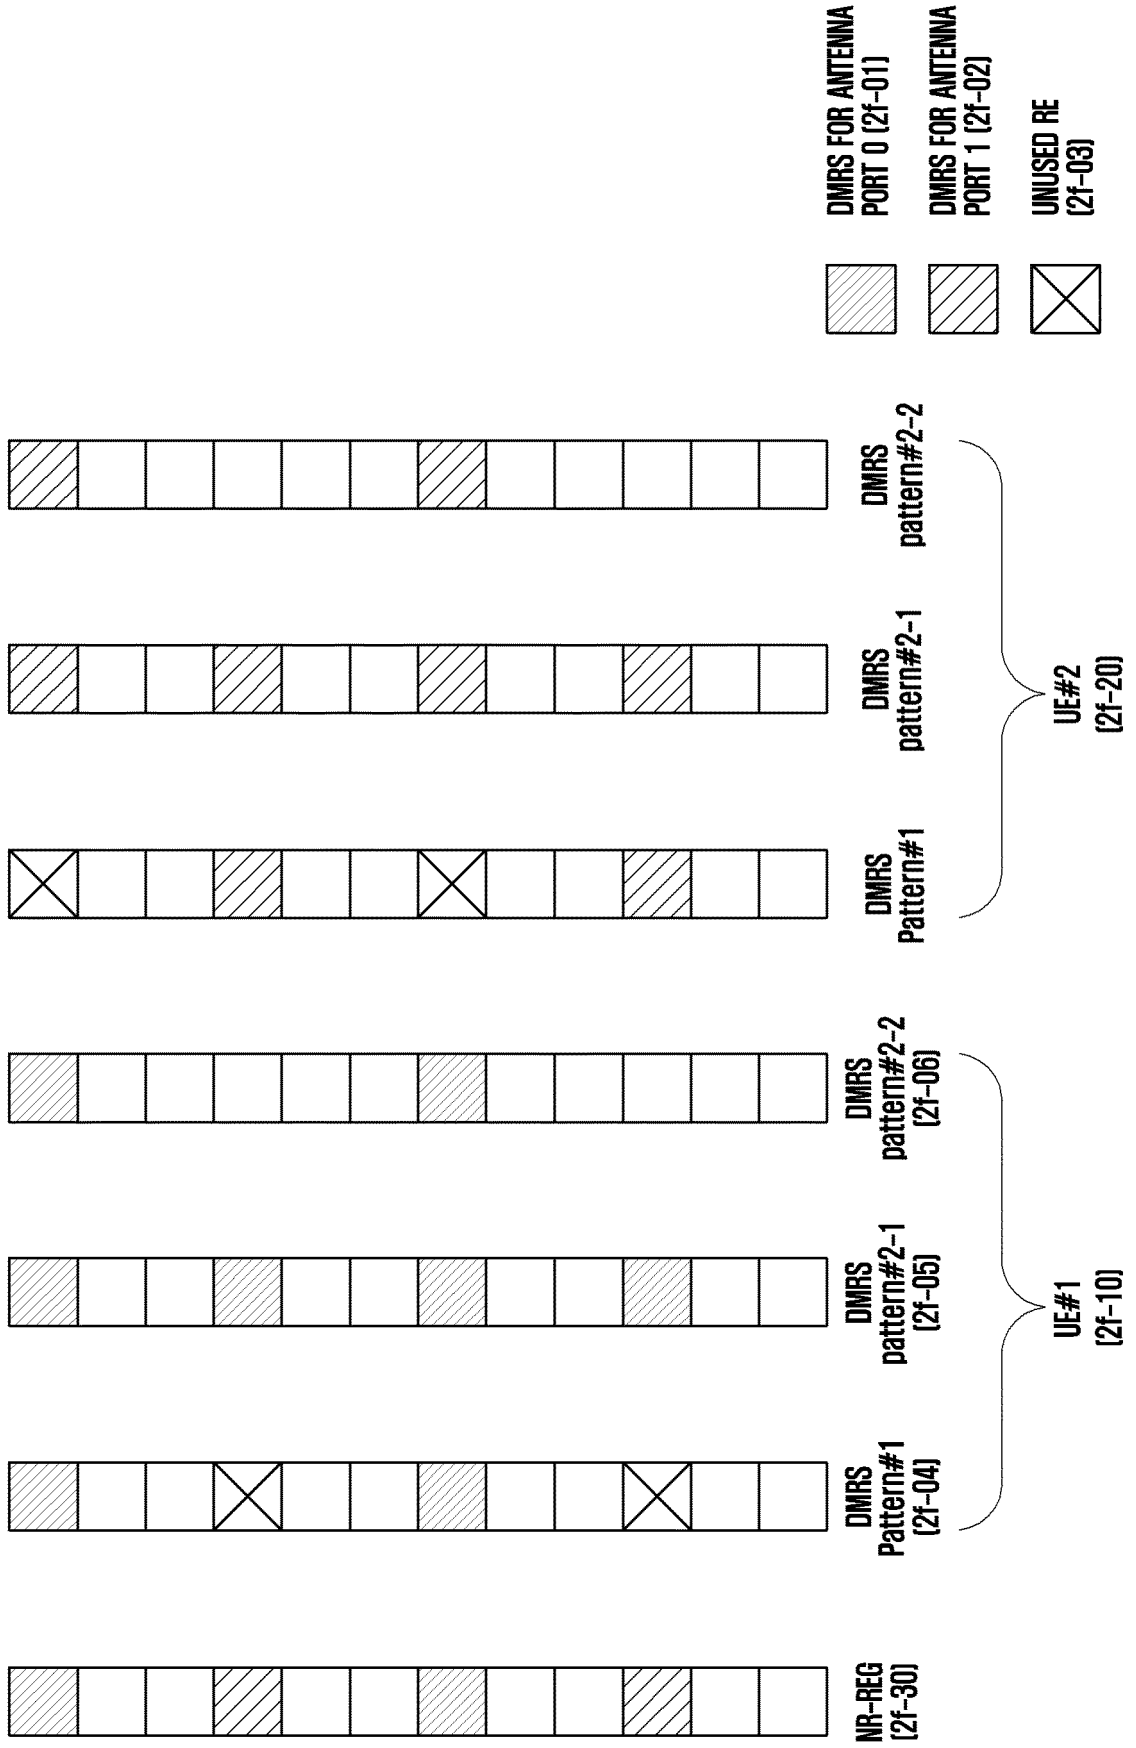 NR-REG
(2f-30)
DMRS
Pattern#1
(2f-04)
DMRS
pattern#2-1
(2f-05)
DMRS
pattern#2-2
(2f-06)
UE#1
(2f-10)
DMRS
Pattern#1
DMRS
pattern#2-1
DMRS
pattern#2-2
UE#2
(2f-20)
DMRS FOR ANTENNA
PORT 0 (2f-01)
DMRS FOR ANTENNA
PORT 1 (2f-02)
UNUSED RE
(2f-03)